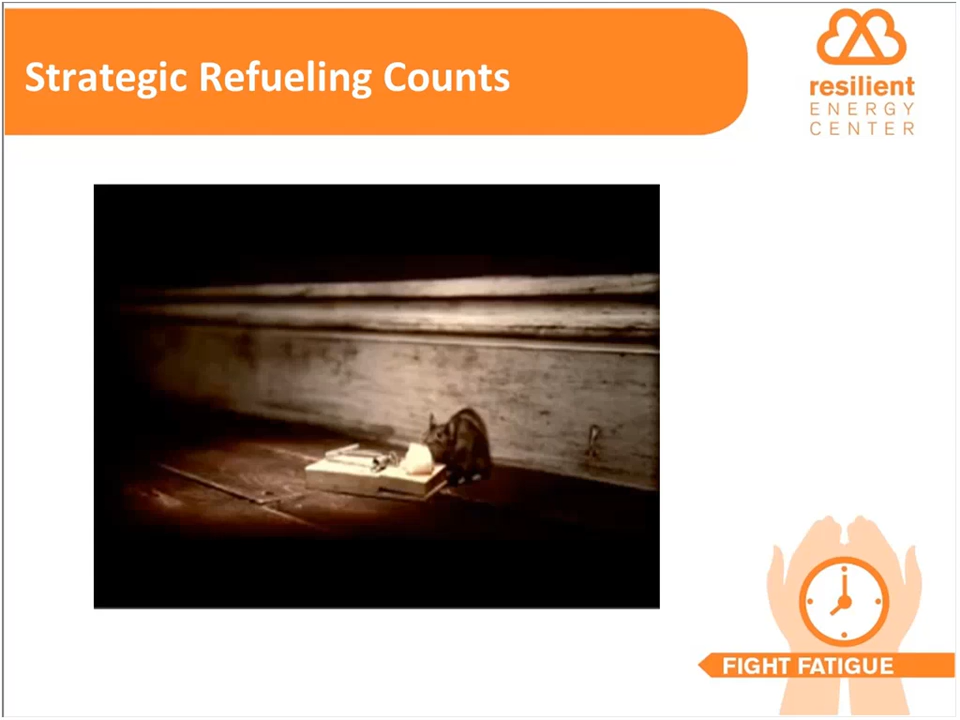 Strategic Refueling Counts
resilient
ENERGY
CENTER
FIGHT FATIGUE